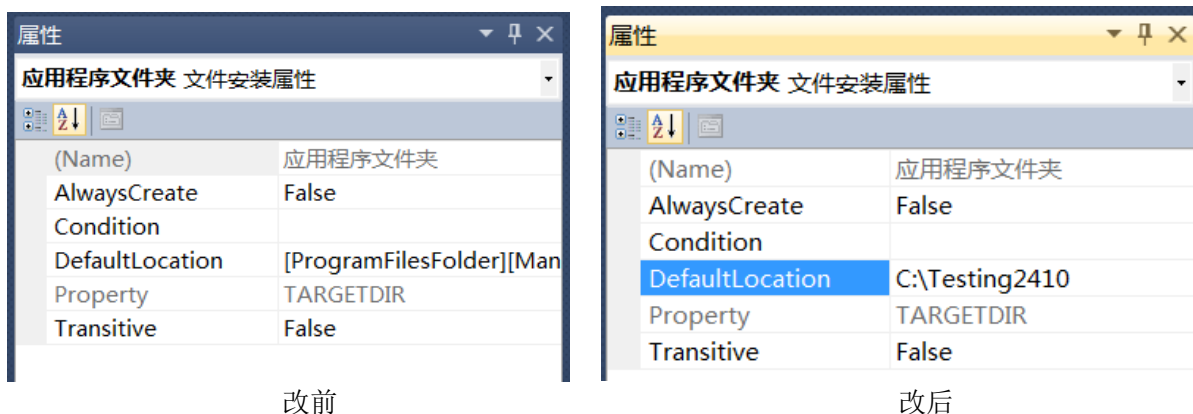 属性
应用程序文件夹 文件安装属性
(Name) 应用程序文件夹
AlwaysCreate False
Condition
DefaultLocation [ProgramFilesFolder][Man
Property TARGETDIR
Transitive False
改前
属性
应用程序文件夹 文件安装属性
(Name) 应用程序文件夹
AlwaysCreate False
Condition
DefaultLocation C:\Testing2410
Property TARGETDIR
Transitive False
改后